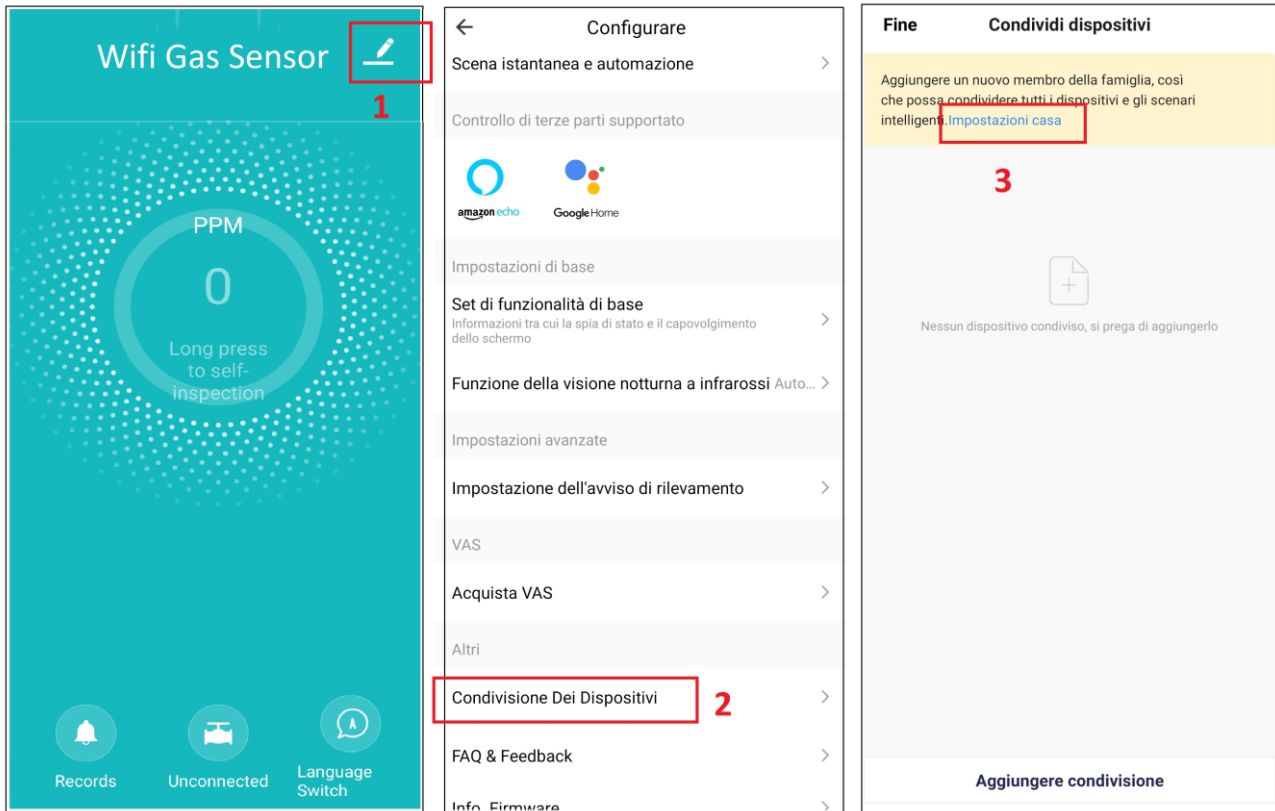 Wifi Gas Sensor
1
PPM
0
Long press
to self-
inspection
Records
Unconnected
Language
Switch
Configurare
Scena istantanea e automazione
Controllo di terze parti supportato
amazon echo
Google Home
Impostazioni di base
Set di funzionalità di base
Informazioni tra cui la spia di stato e il capovolgimento
dello schermo
Funzione della visione notturna a infrarossi Auto...
Impostazioni avanzate
Impostazione dell'avviso di rilevamento
VAS
Acquista VAS
Altri
Condivisione Dei Dispositivi
2
FAQ & Feedback
Info. Firmware
Fine Condividi dispositivi
Aggiungere un nuovo membro della famiglia, così
che possa condividere tutti i dispositivi e gli scenari
intelligenti.Impostazioni casa
3
Nessun dispositivo condiviso, si prega di aggiungerlo
Aggiungere condivisione